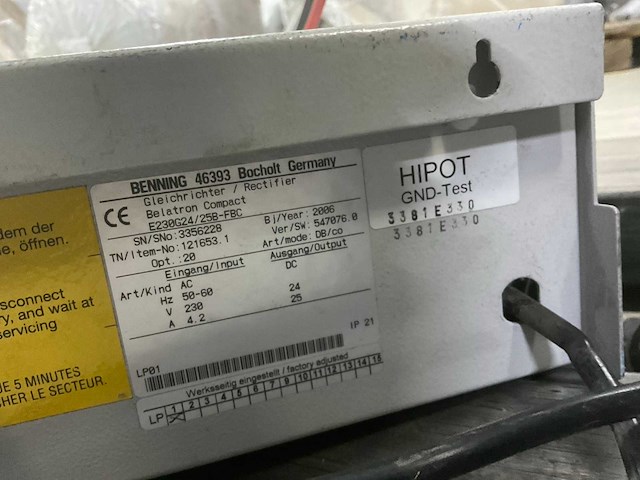 dem der
e, öffnen.
sconnect
ry, and wait at
servicing
E 5 MINUTES
HER LE SECTEUR.
BENNING 46393 Bocholt Germany
CE
Gleichrichter / Rectifier
Belatron Compact
E230G24/25B-FBC
SN/SNo: 3356228 Bj/Year: 2006
TN/Item-No: 121653.1 Ver/SW: 547076.0
Opt.: 20 Art/mode: DB/co
Eingang/Input Ausgang/Output
Art/Kind AC DC
Hz 50-60
V 230 24
A 4.2 25
IP 21
LP01
Werksseitig eingestellt / factory adjusted
LP 1 2 3 4 5 6 7 8 9 10 11 12 13 14 15
HIPOT
GND-Test
3381E330
3381E330